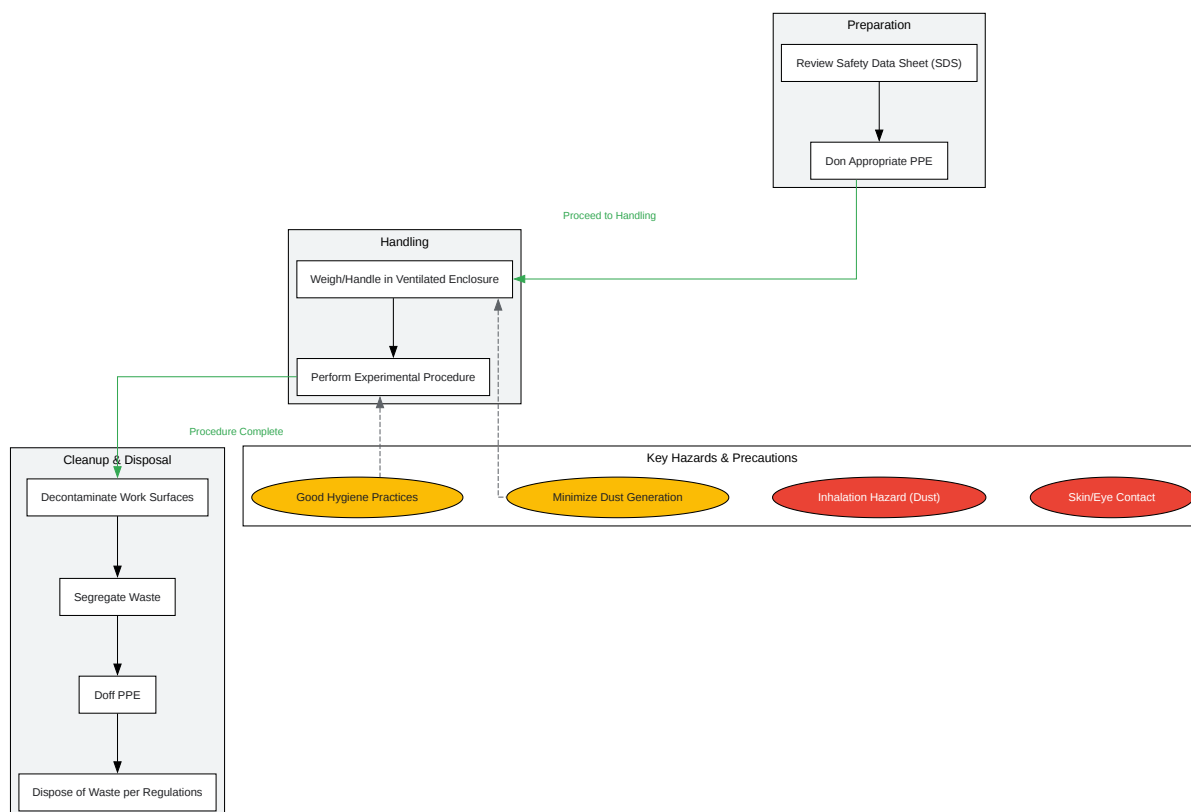 Preparation
Review Safety Data Sheet (SDS)
Don Appropriate PPE
Proceed to Handling
Handling
Weigh/Handle in Ventilated Enclosure
Perform Experimental Procedure
Procedure Complete
Cleanup & Disposal
Decontaminate Work Surfaces
Segregate Waste
Doff PPE
Dispose of Waste per Regulations
Key Hazards & Precautions
Good Hygiene Practices
Minimize Dust Generation
Inhalation Hazard (Dust)
Skin/Eye Contact